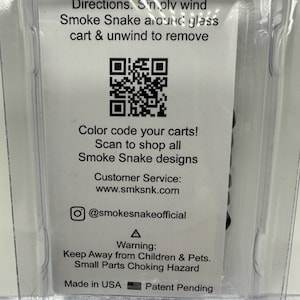 Directions: Simply wind
Smoke Snake around glass
cart & unwind to remove
Color code your carts!
Scan to shop all
Smoke Snake designs
Customer Service:
www.smksnk.com
@smokesnakeofficial
Warning:
Keep Away from Children & Pets.
Small Parts Choking Hazard
Made in USA Patent Pending